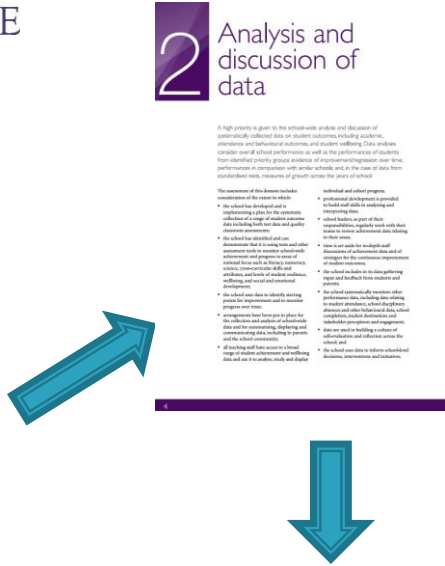 E
2
Analysis and
discussion of
data
A high priority is given to the school-wide analysis and discussion of
systematically collected data on student outcomes, including academic,
attendance and behavioural outcomes, and student wellbeing. Data analyses
consider overall school performance as well as the performances of students
from identified priority groups; evidence of improvement/regression over time;
performances in comparison with similar schools; and, in the case of data from
standardised tests, measures of growth across the years of school.
The assessment of this domain includes
consideration of the extent to which:
• the school has developed and is
implementing a plan for the systematic
collection of a range of student outcome
data including both test data and quality
classroom assessments;
• the school has identified and can
demonstrate that it is using tests and other
assessment tools to monitor school-wide
achievement and progress in areas of
national focus such as literacy, numeracy,
science, cross-curricular skills and
attributes, and levels of student resilience,
wellbeing, and social and emotional
development;
• the school uses data to identify starting
points for improvement and to monitor
progress over time;
• arrangements have been put in place for
the collection and analysis of school-wide
data and for summarising, displaying and
communicating data, including to parents
and the school community;
• all teaching staff have access to a broad
range of student achievement and wellbeing
data and use it to analyse, study and display
individual and cohort progress;
• professional development is provided
to build staff skills in analysing and
interpreting data;
• school leaders, as part of their
responsibilities, regularly work with their
teams to review achievement data relating
to their areas;
• time is set aside for in-depth staff
discussions of achievement data and of
strategies for the continuous improvement
of student outcomes;
• the school includes in its data gathering
input and feedback from students and
parents;
• the school systematically monitors other
performance data, including data relating
to student attendance, school disciplinary
absences and other behavioural data, school
completion, student destinations and
stakeholder perceptions and engagement;
• data are used in building a culture of
self-evaluation and reflection across the
school; and
• the school uses data to inform school-level
decisions, interventions and initiatives.
4